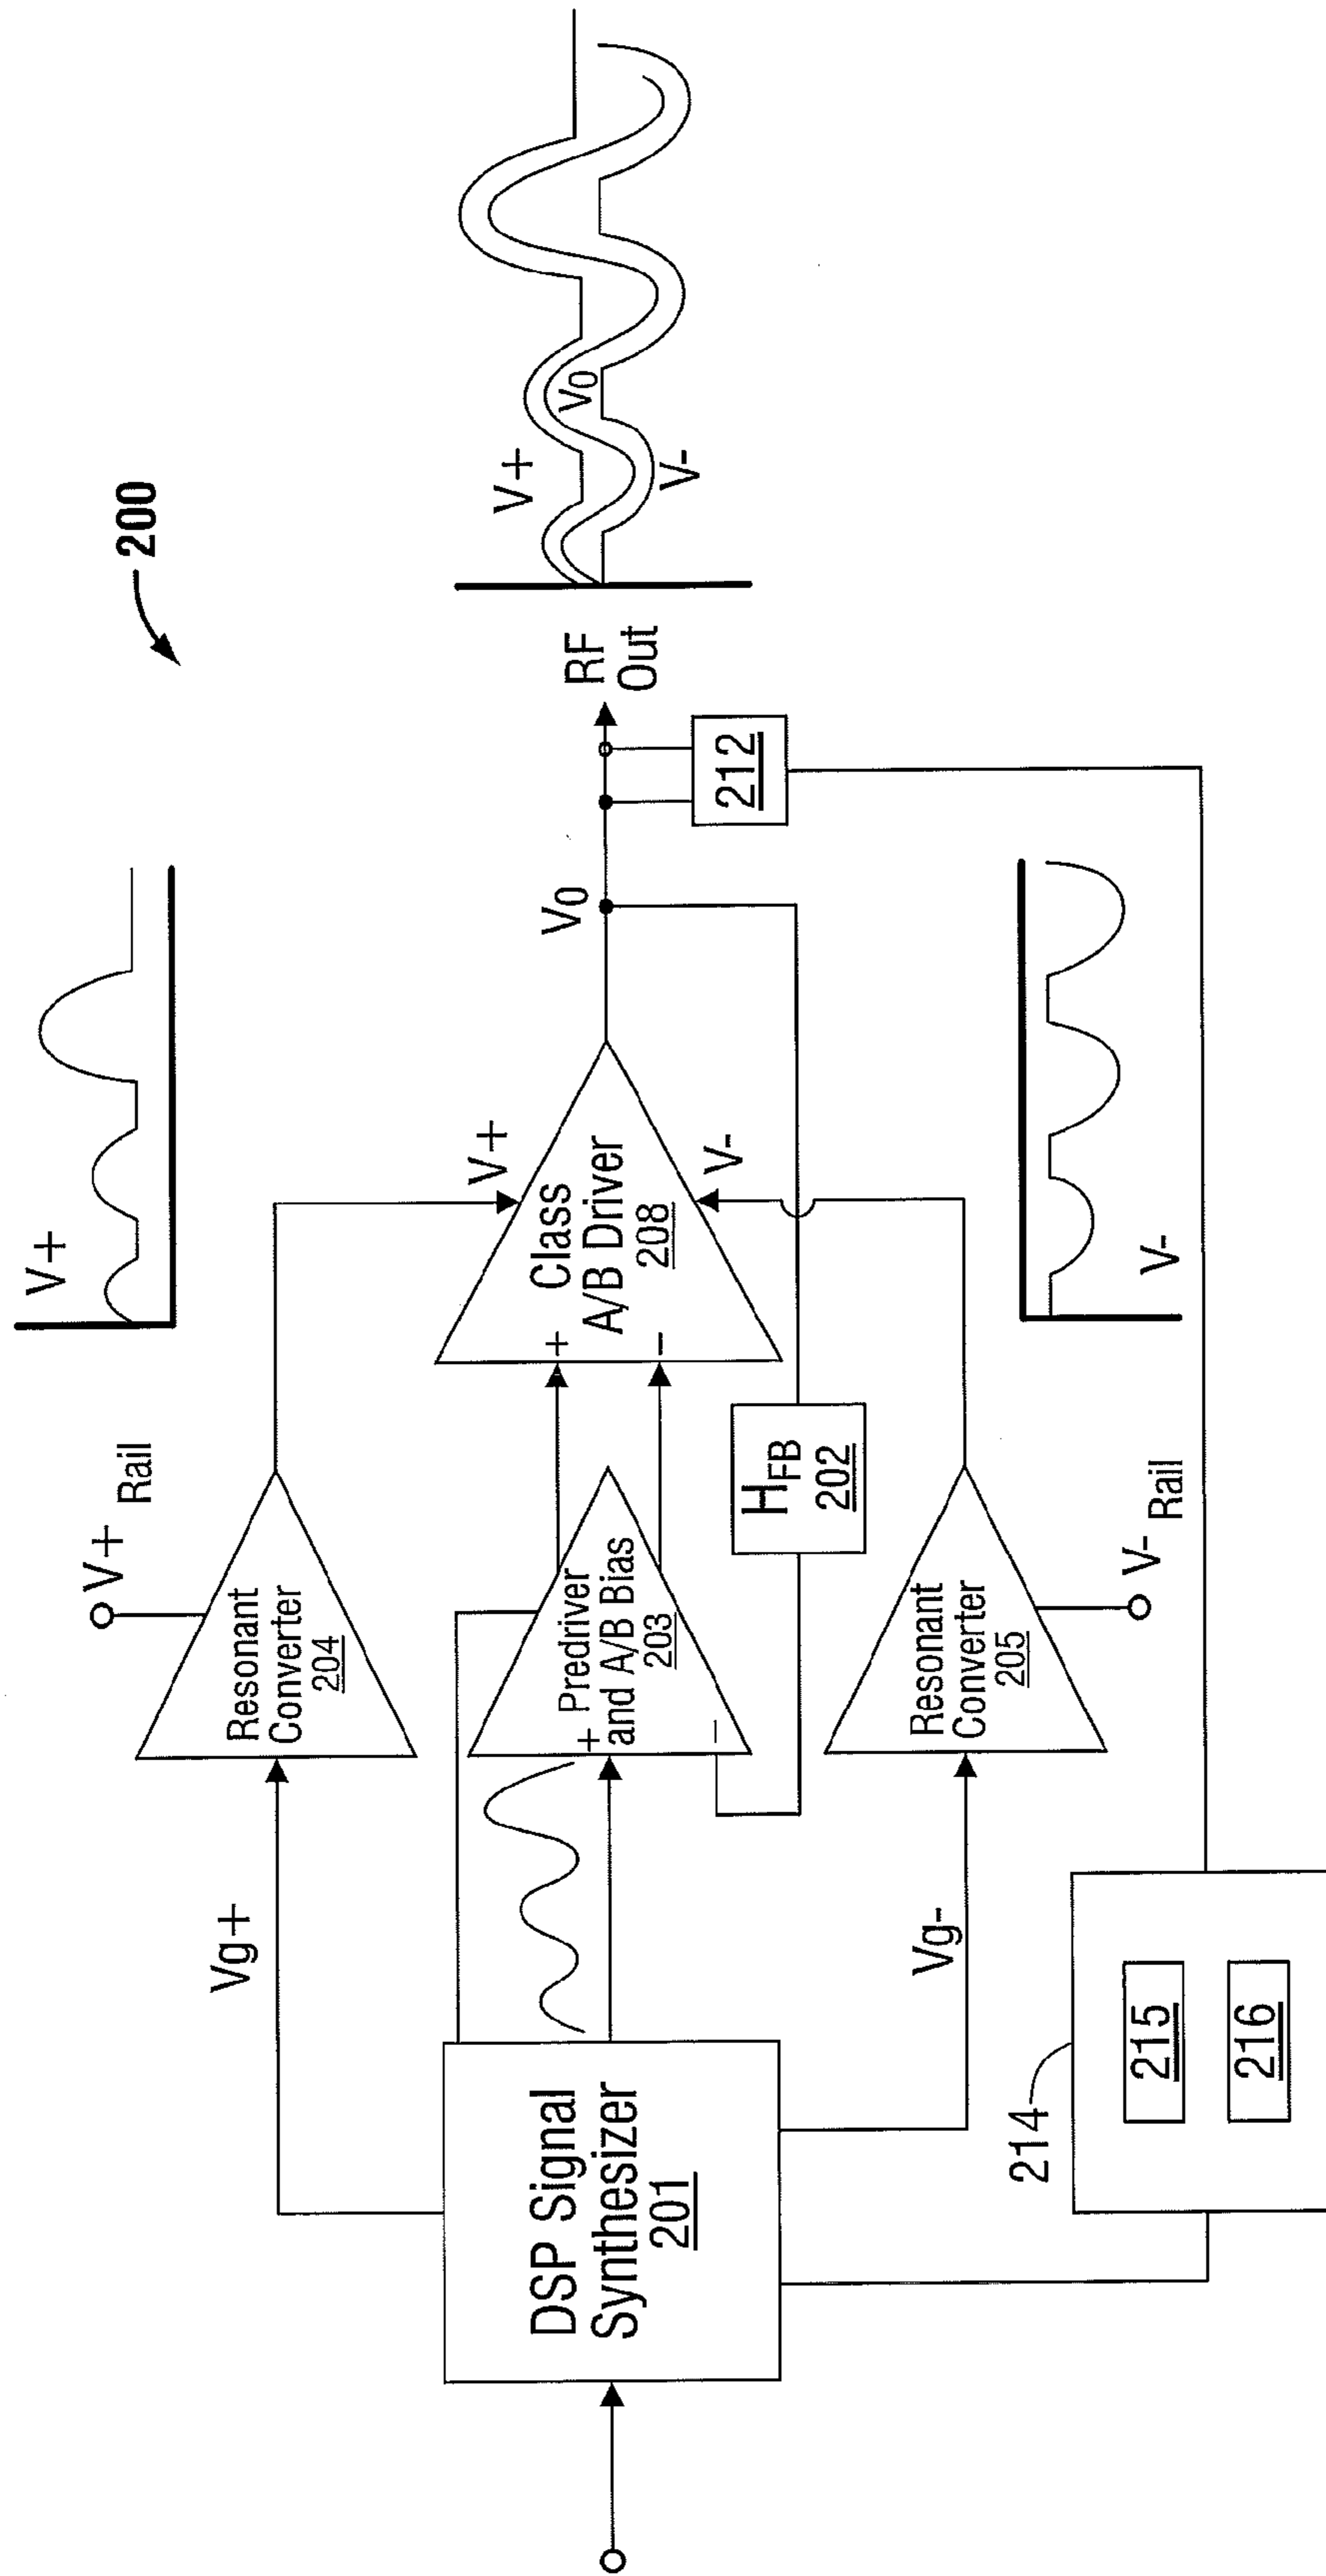 200
V+
V+
Rail
Vg+
Resonant
Converter
204
V+
V+
V0
V-
DSP Signal
Synthesizer
201
+
-
Predriver
and A/B Bias
203
+
-
Class
A/B Driver
208
V0
RF
Out
212
HFB
202
V-
Vg-
Resonant
Converter
205
V-
Rail
V-
214
215
216